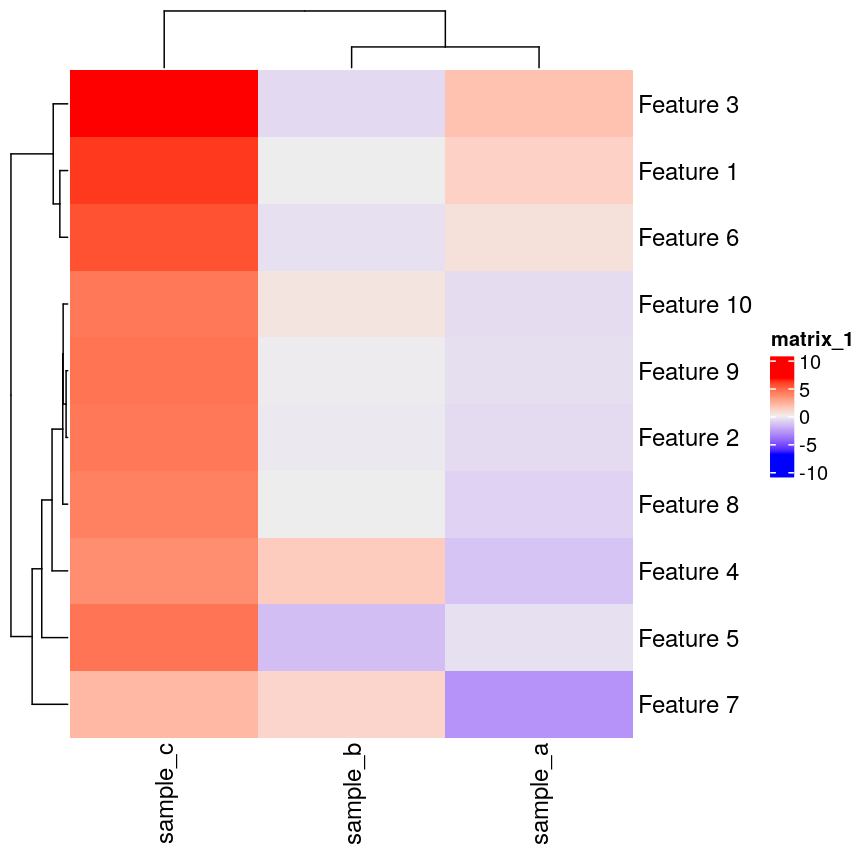 Feature 3
Feature 1
Feature 6
Feature 10
Feature 9
Feature 2
Feature 8
Feature 4
Feature 5
Feature 7
sample_c
sample_b
sample_a
matrix_1
10
5
0
-5
-10